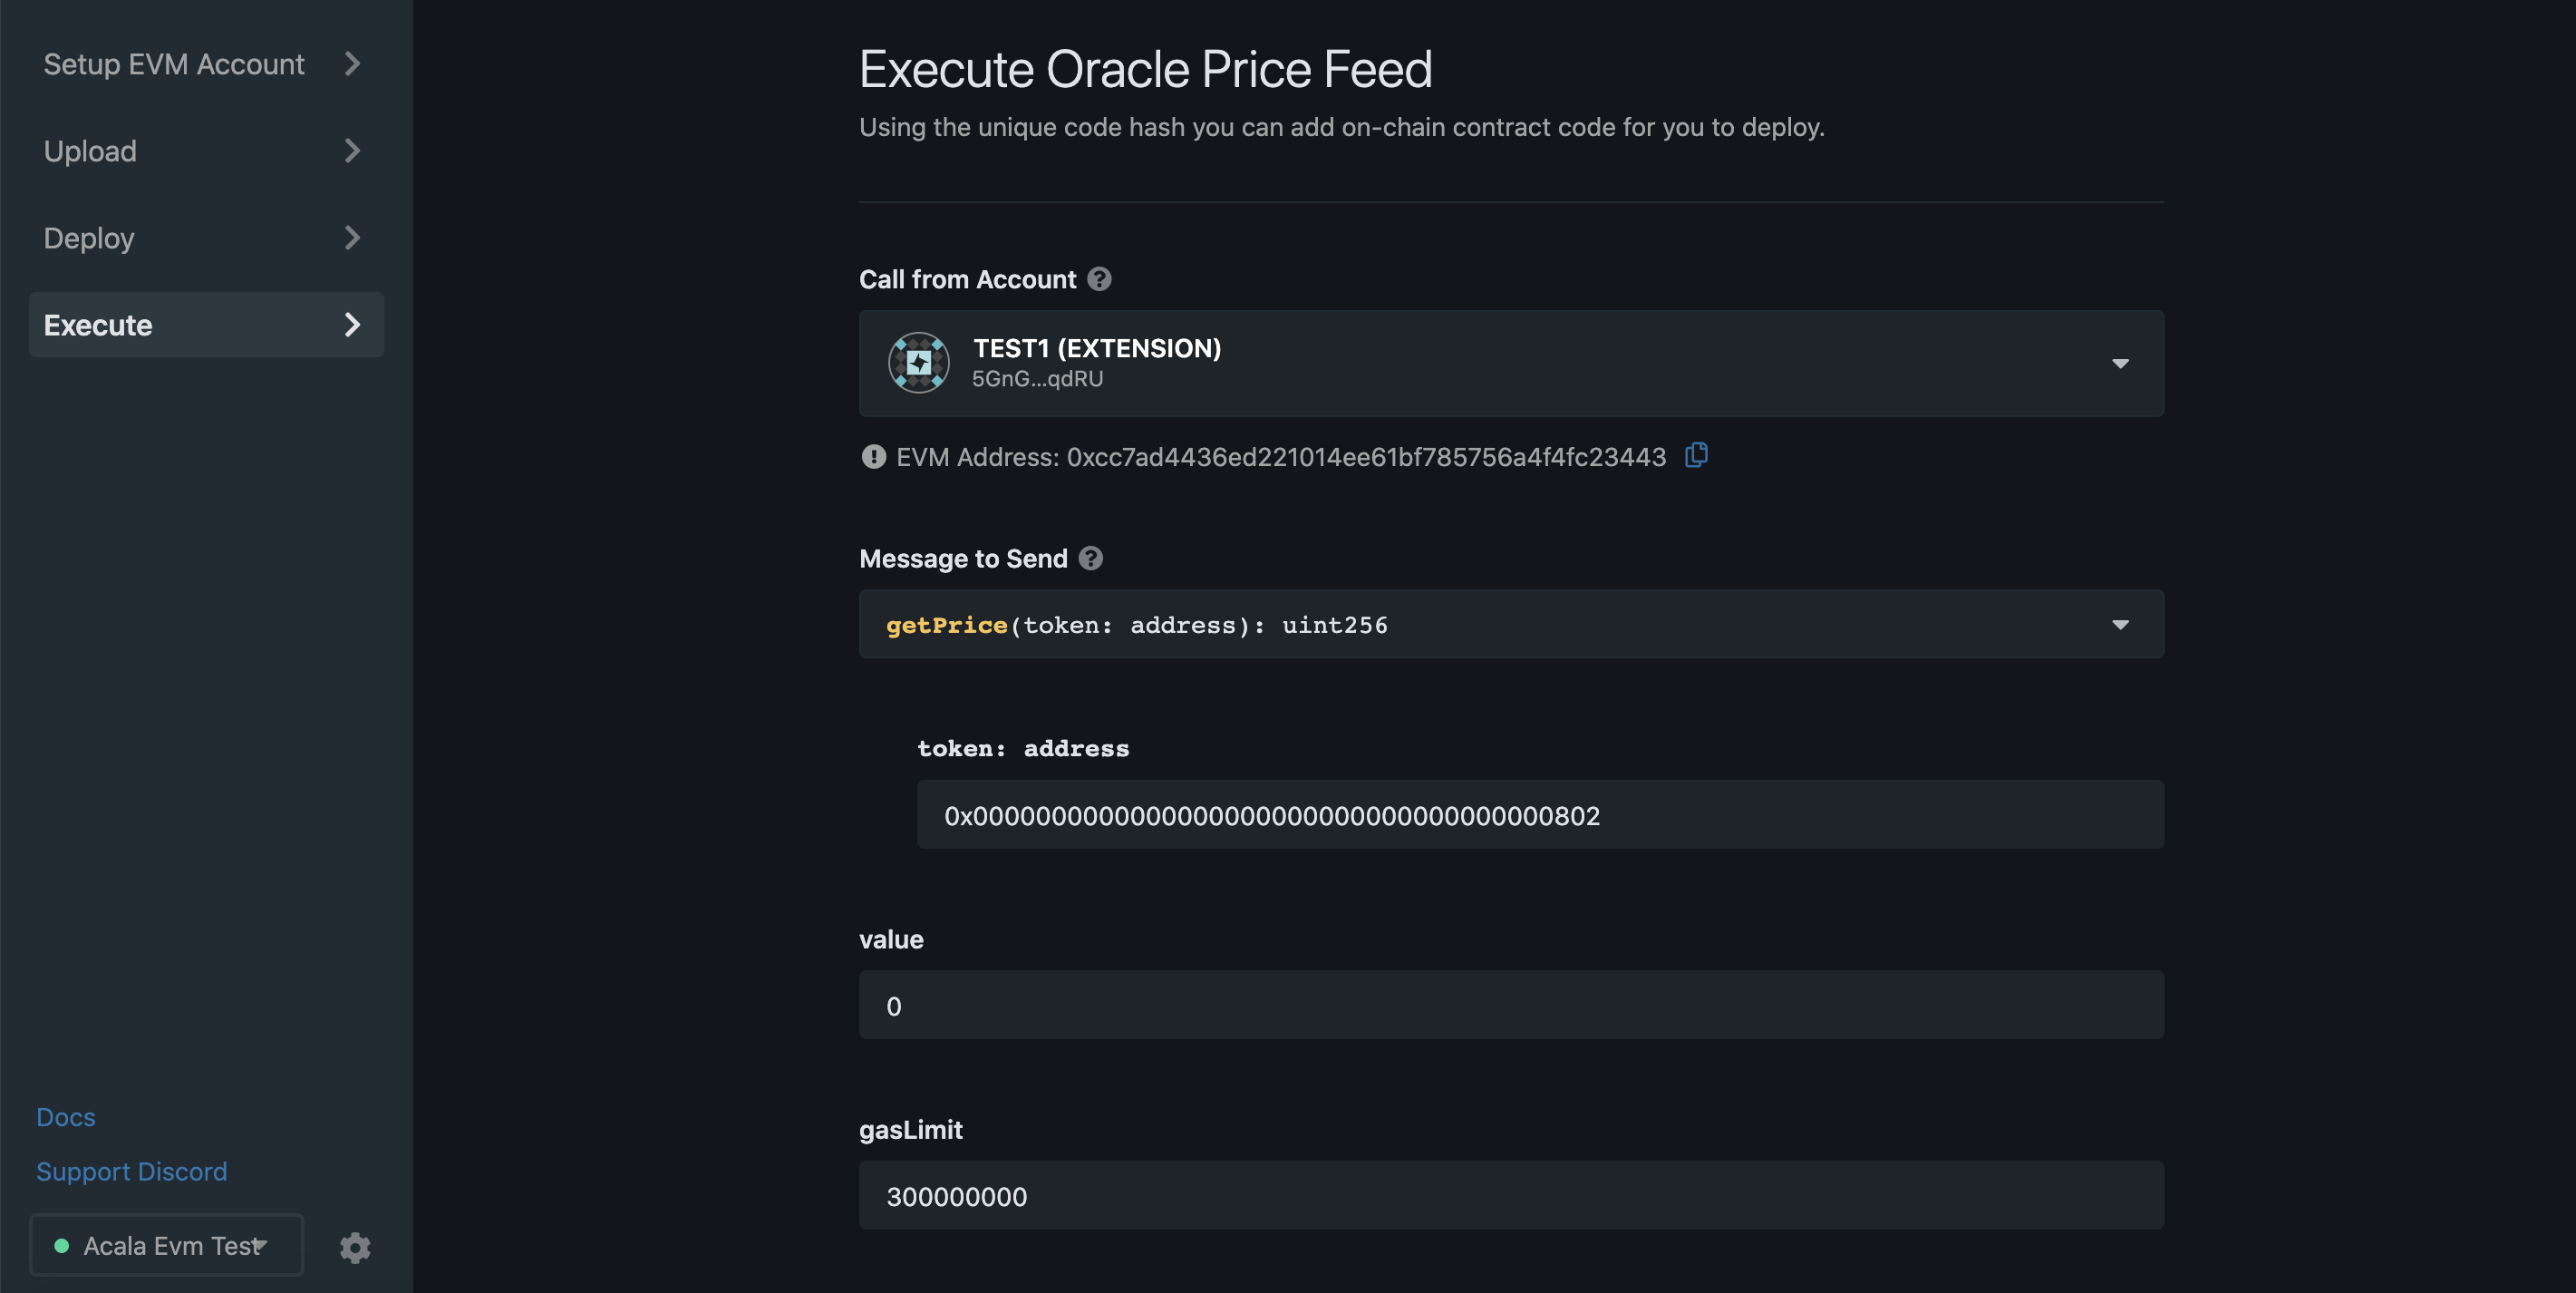 Setup EVM Account
Upload
Deploy
Execute
Docs
Support Discord
Acala Evm Test
Execute Oracle Price Feed
Using the unique code hash you can add on-chain contract code for you to deploy.
Call from Account
TEST1 (EXTENSION)
5GnG...qdRU
EVM Address: 0xcc7ad4436ed221014ee61bf785756a4f4fc23443
Message to Send
getPrice(token: address): uint256
token: address
0x0000000000000000000000000000000000000802
value
0
gasLimit
300000000